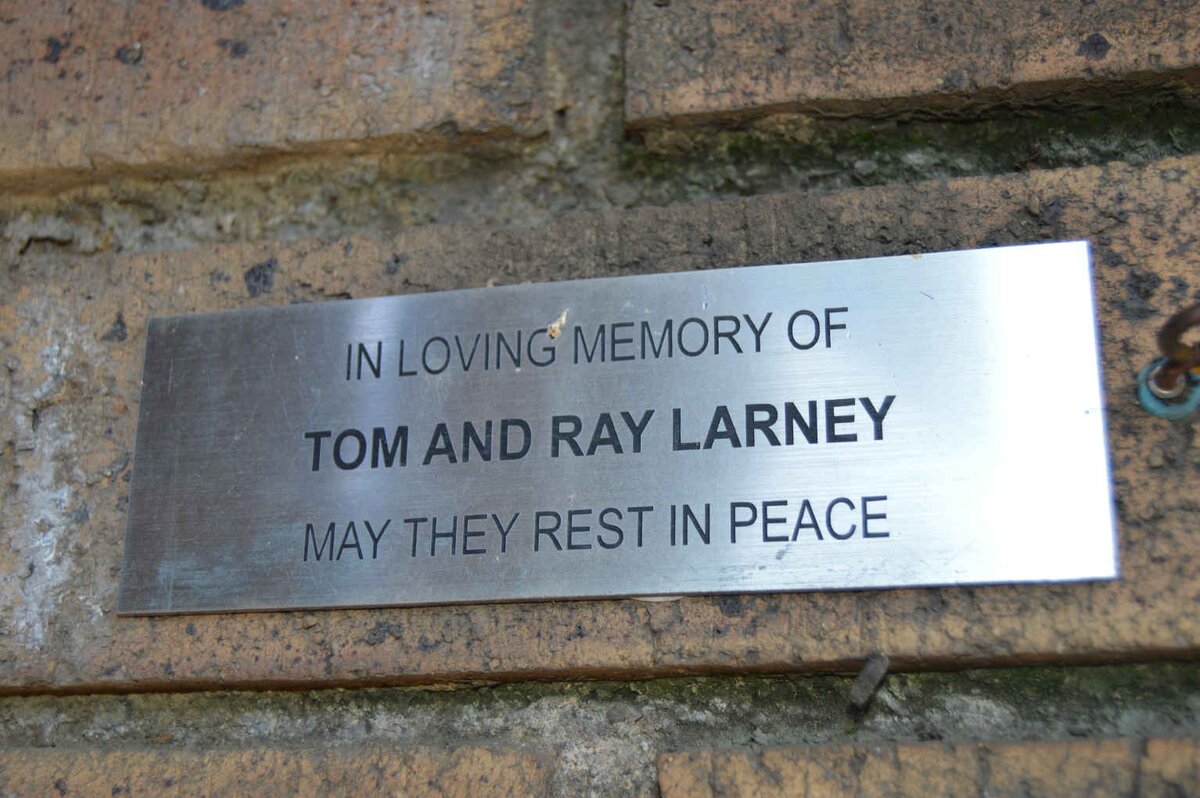 IN LOVING MEMORY OF
TOM AND RAY LARNEY
MAY THEY REST IN PEACE